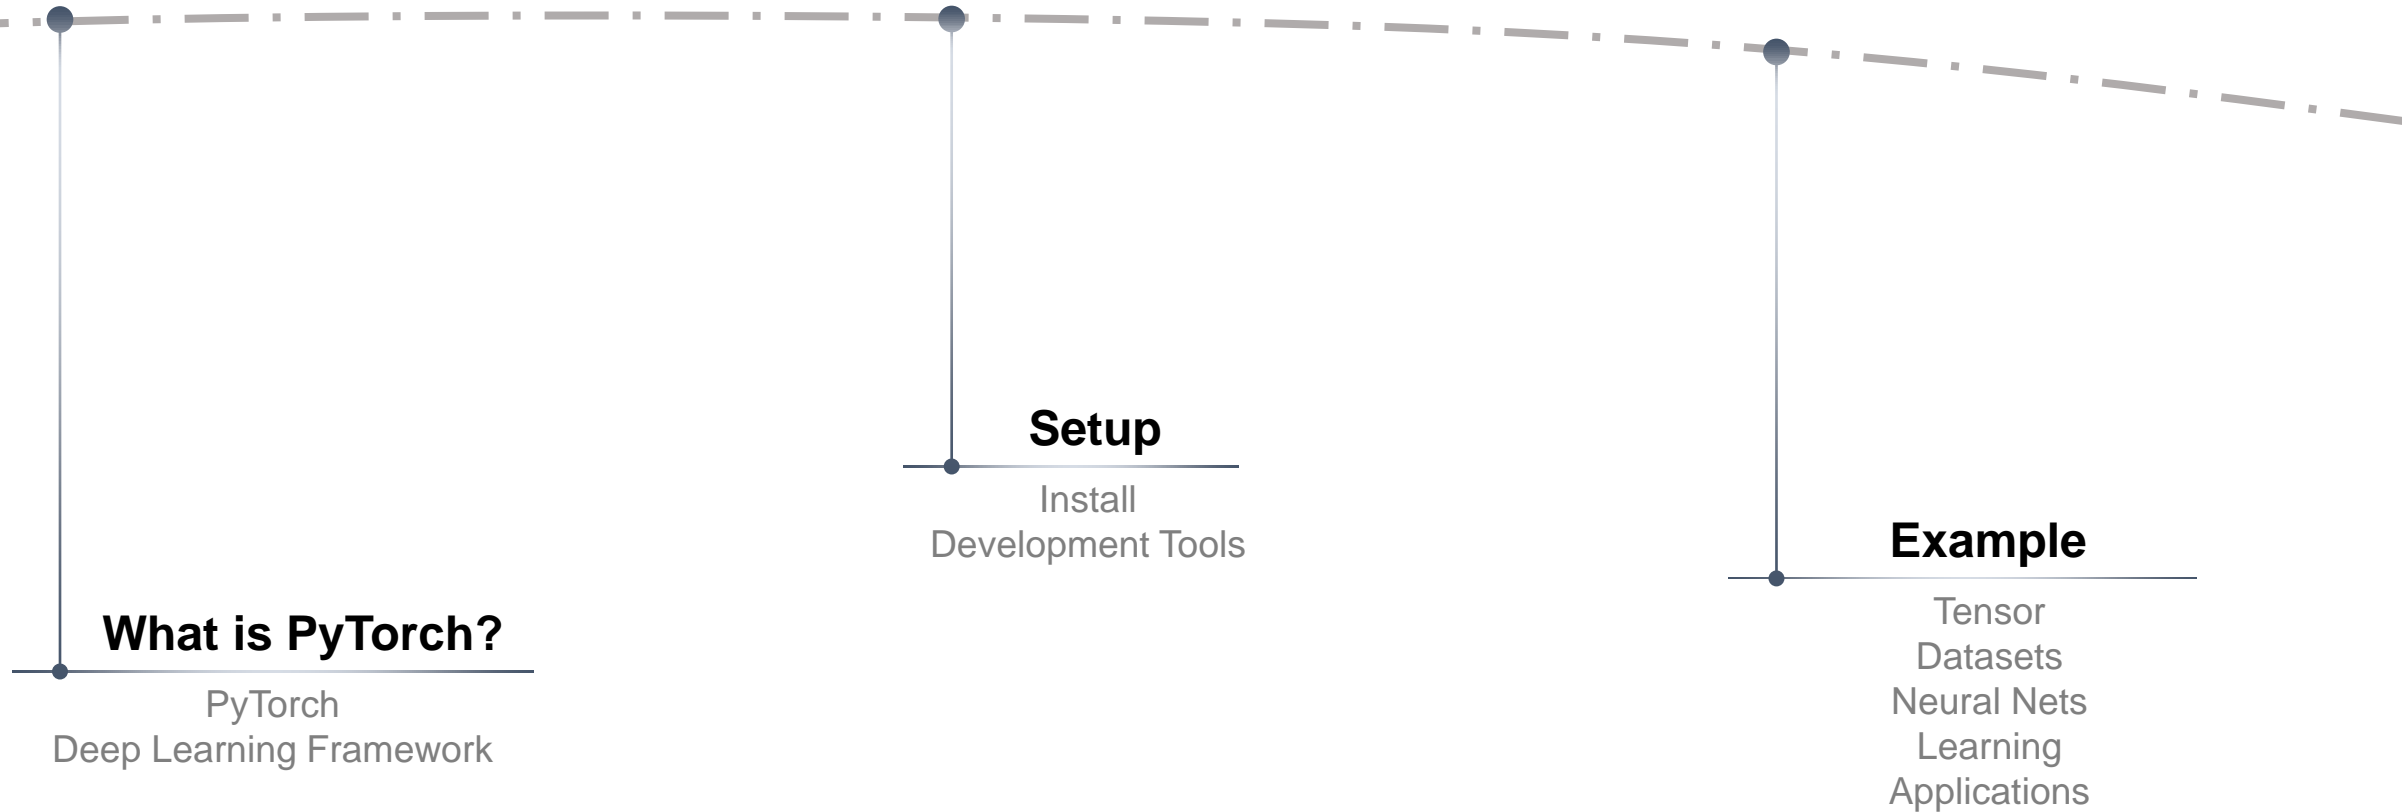 What is PyTorch?
PyTorch
Deep Learning Framework
Setup
Install
Development Tools
Example
Tensor
Datasets
Neural Nets
Learning
Applications